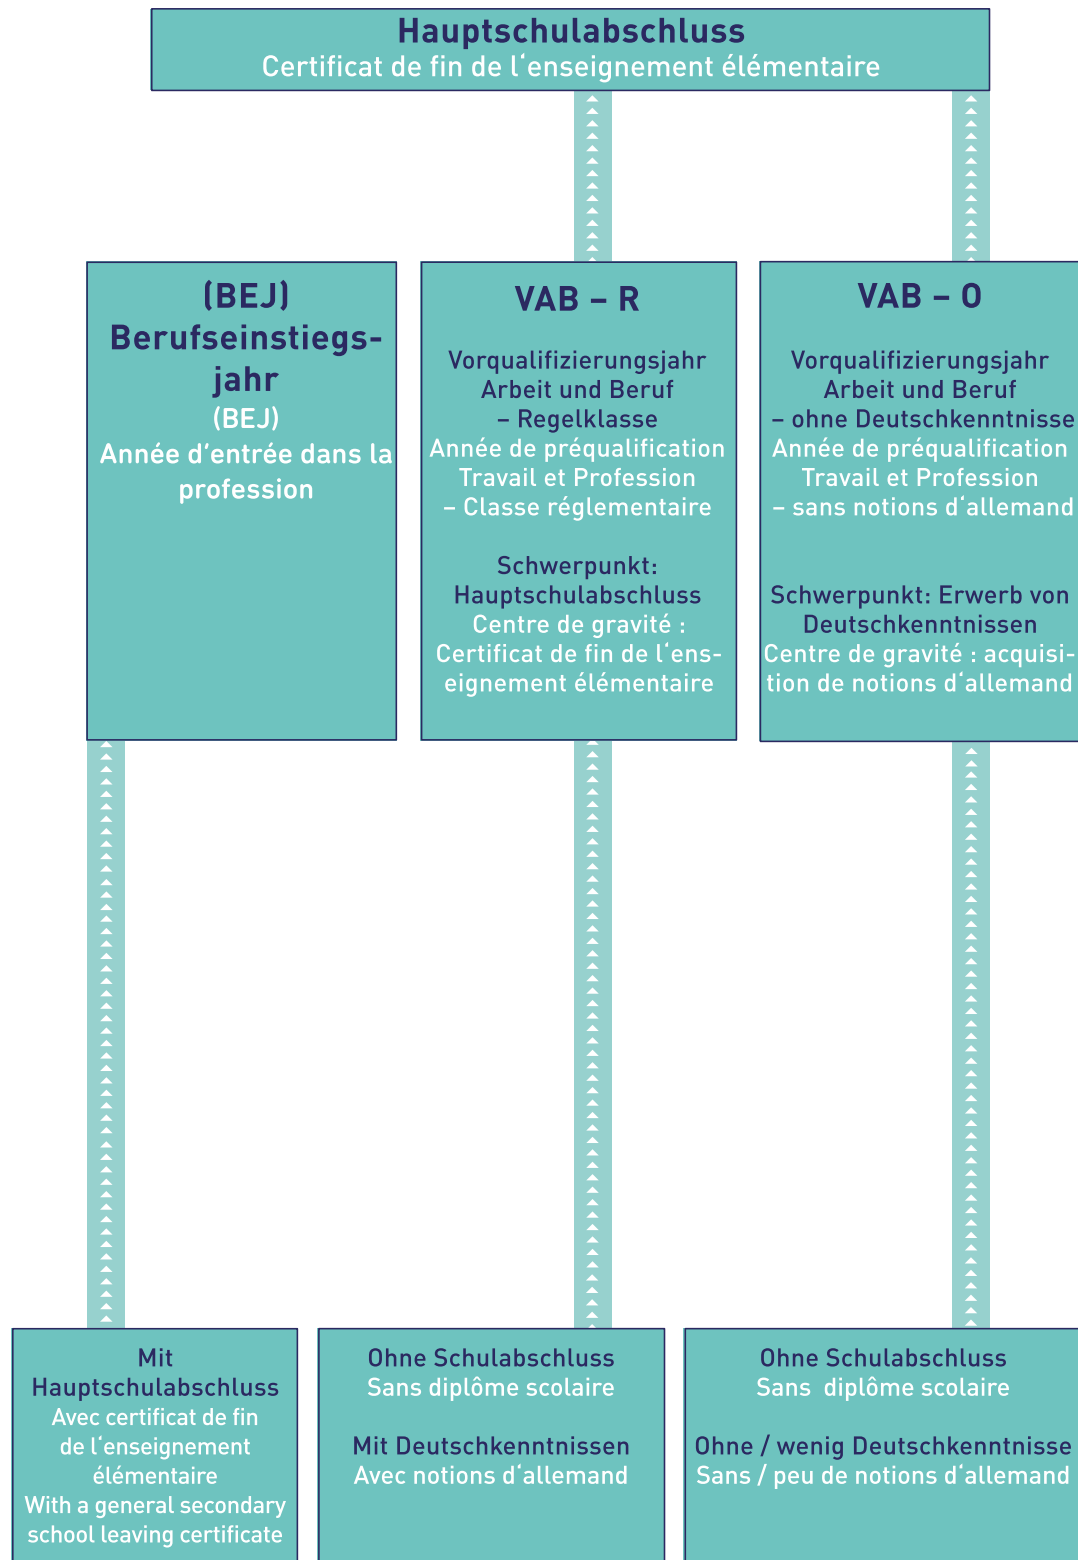 Hauptschulabschluss
Certificat de fin de l‘enseignement élémentaire
(BEJ)
Berufseinstiegs-
jahr
(BEJ)
Année d’entrée dans la
profession
VAB – R
Vorqualifizierungsjahr
Arbeit und Beruf
– Regelklasse
Année de préqualification
Travail et Profession
– Classe réglementaire
Schwerpunkt:
Hauptschulabschluss
Centre de gravité :
Certificat de fin de l‘ens-
eignement élémentaire
VAB – O
Vorqualifizierungsjahr
Arbeit und Beruf
– ohne Deutschkenntnisse
Année de préqualification
Travail et Profession
– sans notions d‘allemand
Schwerpunkt: Erwerb von
Deutschkenntnissen
Centre de gravité : acquisi-
tion de notions d‘allemand
Mit
Hauptschulabschluss
Avec certificat de fin
de l‘enseignement
élémentaire
With a general secondary
school leaving certificate
Ohne Schulabschluss
Sans diplôme scolaire
Mit Deutschkenntnissen
Avec notions d‘allemand
Ohne Schulabschluss
Sans  diplôme scolaire
Ohne / wenig Deutschkenntnisse
Sans / peu de notions d‘allemand